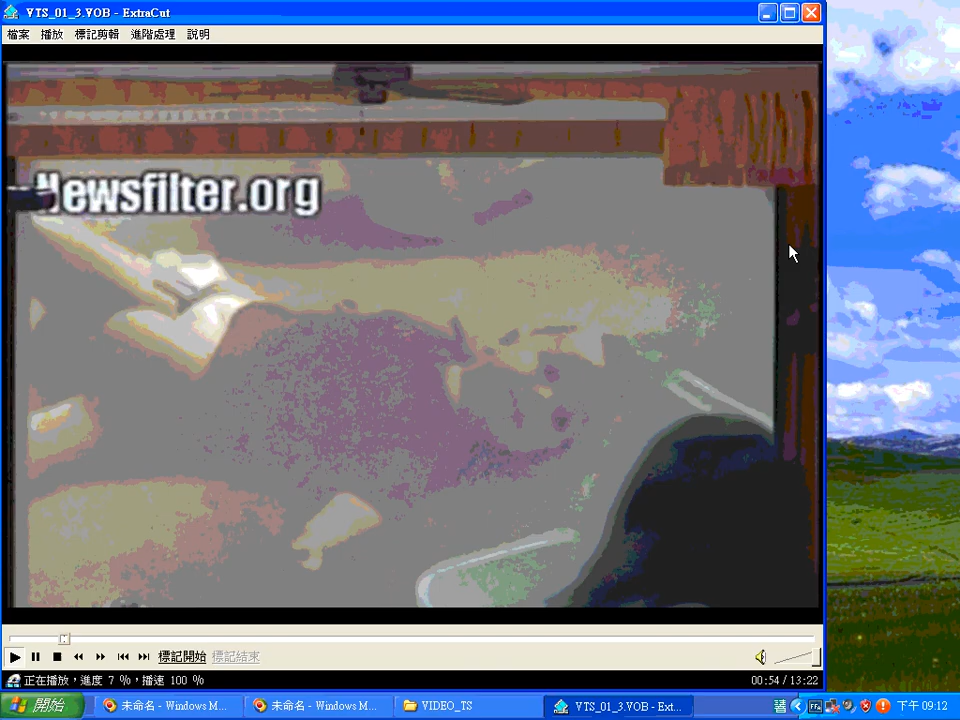 VTS_01_3.VOB - ExtraCut
檔案 播放 標記剪輯 進階處理 說明
Newsfilter.org
標記開始 標記結束
正在播放，進度 7 %，播速 100 %
00:54 / 13:22
開始 未命名 - Windows M... 未命名 - Windows M... VIDEO_TS VTS_01_3.VOB - Ext... 下午 09:12